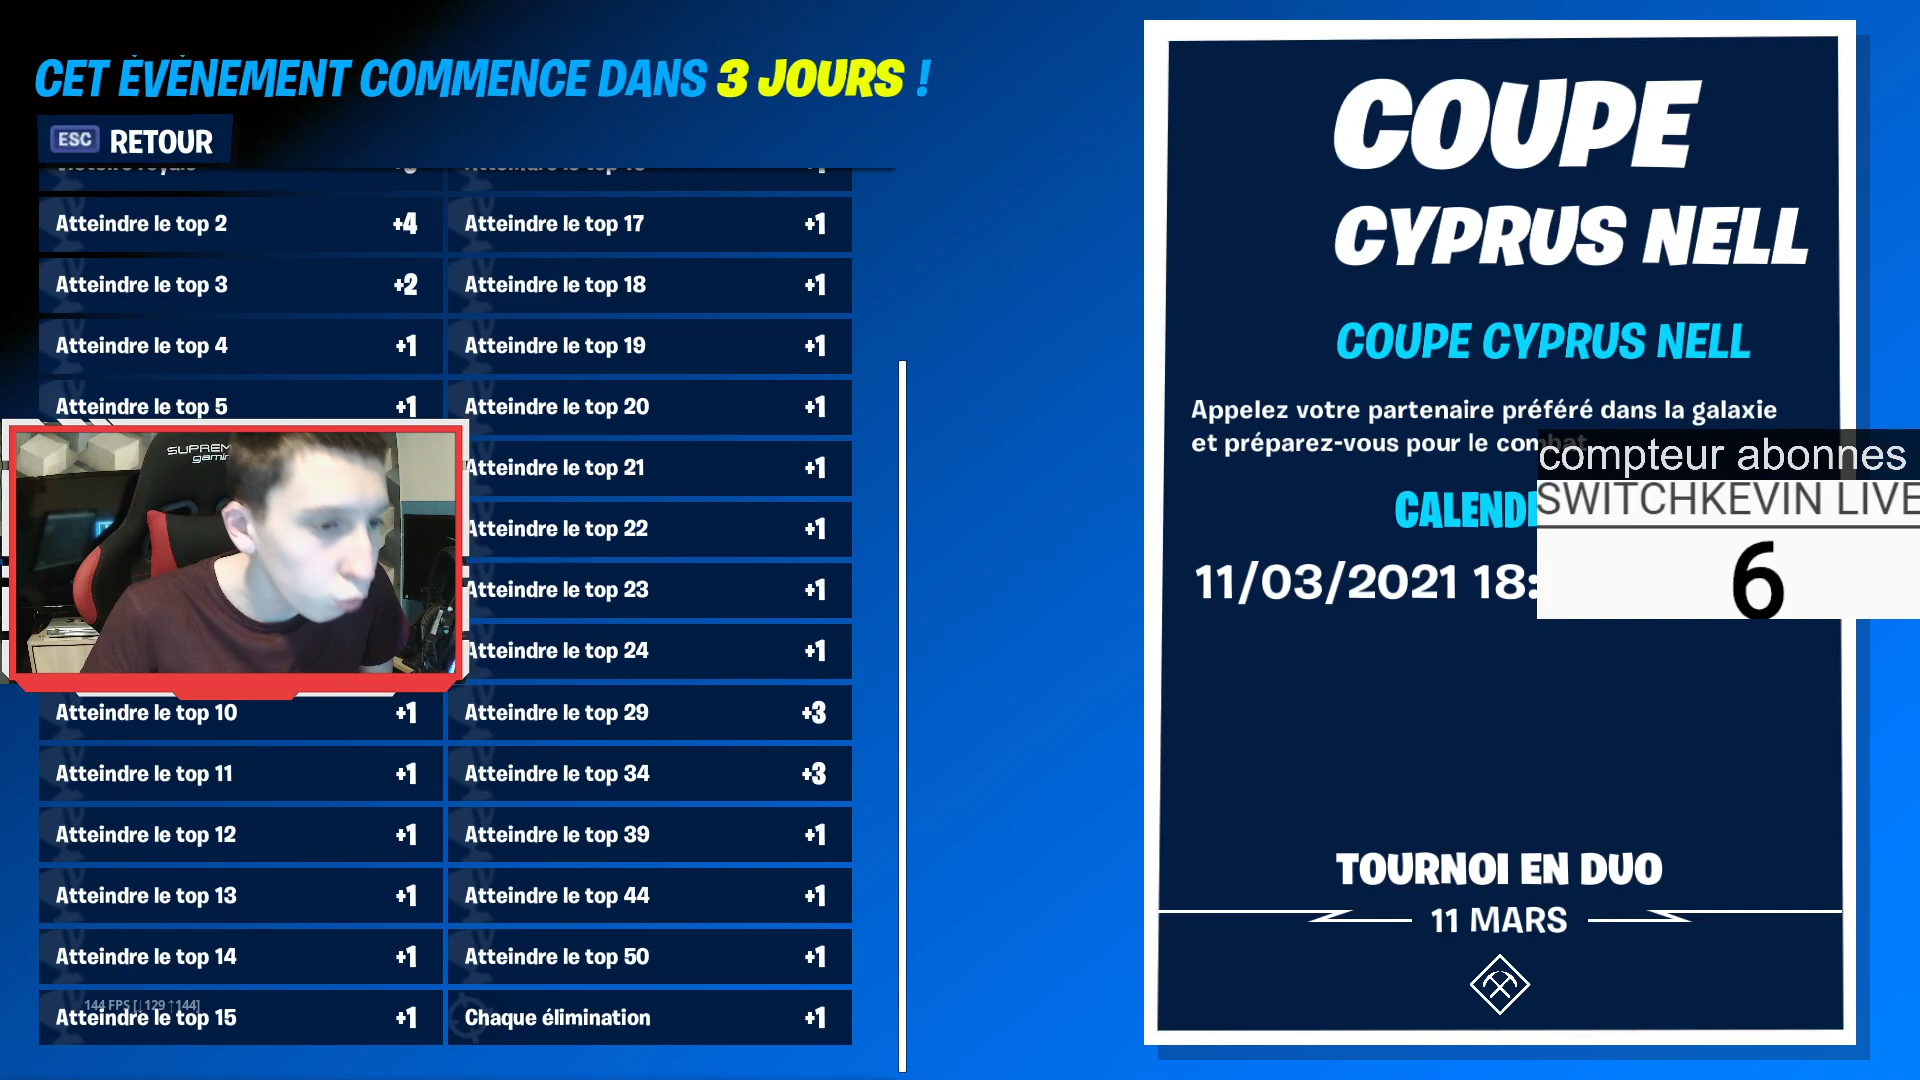 CET ÉVÉNEMENT COMMENCE DANS 3 JOURS !
ESC RETOUR
Atteindre le top 2 +4
Atteindre le top 3 +2
Atteindre le top 4 +1
Atteindre le top 5 +1
Atteindre le top 10 +1
Atteindre le top 11 +1
Atteindre le top 12 +1
Atteindre le top 13 +1
Atteindre le top 14 +1
Atteindre le top 15 +1
144 FPS [↓129 ↑144]
SUPREM
gamin
Atteindre le top 17 +1
Atteindre le top 18 +1
Atteindre le top 19 +1
Atteindre le top 20 +1
Atteindre le top 21 +1
Atteindre le top 22 +1
Atteindre le top 23 +1
Atteindre le top 24 +1
Atteindre le top 29 +3
Atteindre le top 34 +3
Atteindre le top 39 +1
Atteindre le top 44 +1
Atteindre le top 50 +1
Chaque élimination +1
COUPE
CYPRUS NELL
COUPE CYPRUS NELL
Appelez votre partenaire préféré dans la galaxie
et préparez-vous pour le combat
CALEND
11/03/2021 18:
compteur abonnes
SWITCHKEVIN LIVE
6
TOURNOI EN DUO
11 MARS